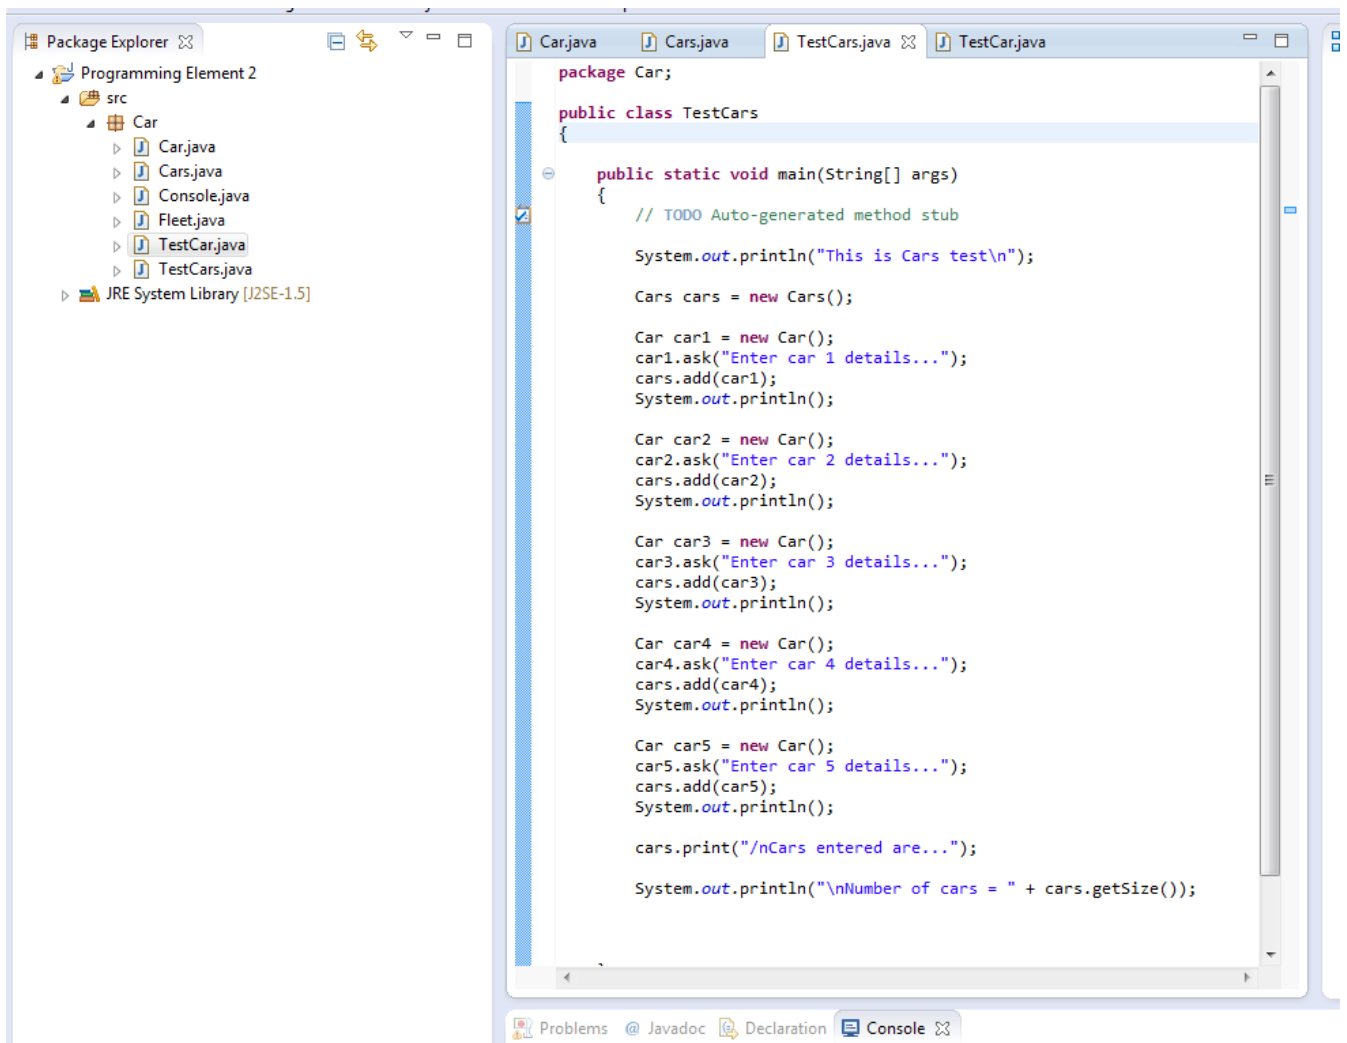 Package Explorer
Programming Element 2
src
Car
Car.java
Cars.java
Console.java
Fleet.java
TestCar.java
TestCars.java
JRE System Library [J2SE-1.5]
Car.java Cars.java TestCars.java TestCar.java
package Car;
public class TestCars
{
public static void main(String[] args)
{
// TODO Auto-generated method stub
System.out.println("This is Cars test\n");
Cars cars = new Cars();
Car car1 = new Car();
car1.ask("Enter car 1 details...");
cars.add(car1);
System.out.println();
Car car2 = new Car();
car2.ask("Enter car 2 details...");
cars.add(car2);
System.out.println();
Car car3 = new Car();
car3.ask("Enter car 3 details...");
cars.add(car3);
System.out.println();
Car car4 = new Car();
car4.ask("Enter car 4 details...");
cars.add(car4);
System.out.println();
Car car5 = new Car();
car5.ask("Enter car 5 details...");
cars.add(car5);
System.out.println();
cars.print("/nCars entered are...");
System.out.println("\nNumber of cars = " + cars.getSize());
Problems @ Javadoc Declaration Console